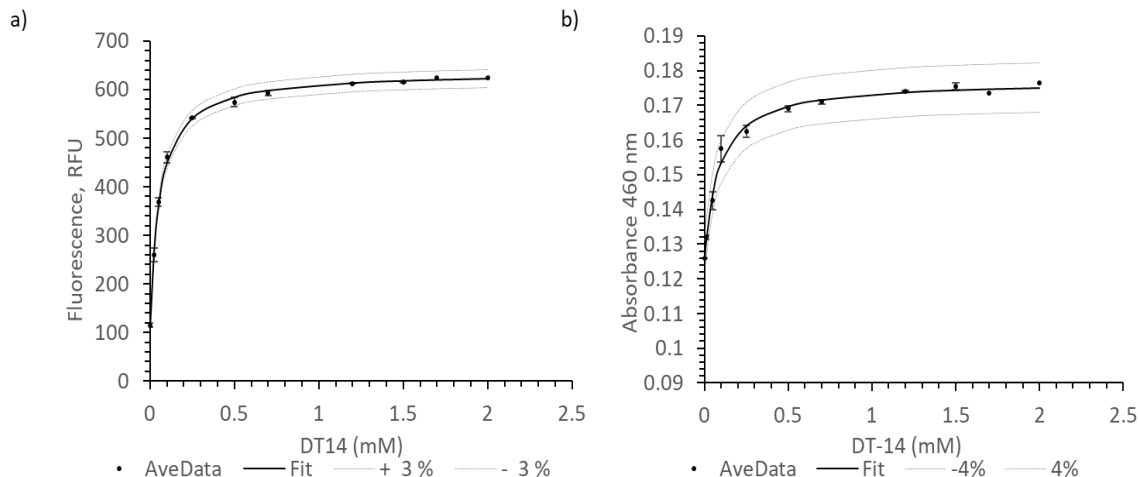 a)
700
600
500
400
300
200
100
0
Fluorescence, RFU
0 0.5 1 1.5 2 2.5
DT14 (mM)
AveData Fit + 3 % - 3 %
b)
0.19
0.18
0.17
0.16
0.15
0.14
0.13
0.12
0.11
0.1
0.09
Absorbance 460 nm
0 0.5 1 1.5 2 2.5
DT-14 (mM)
AveData Fit -4% 4%